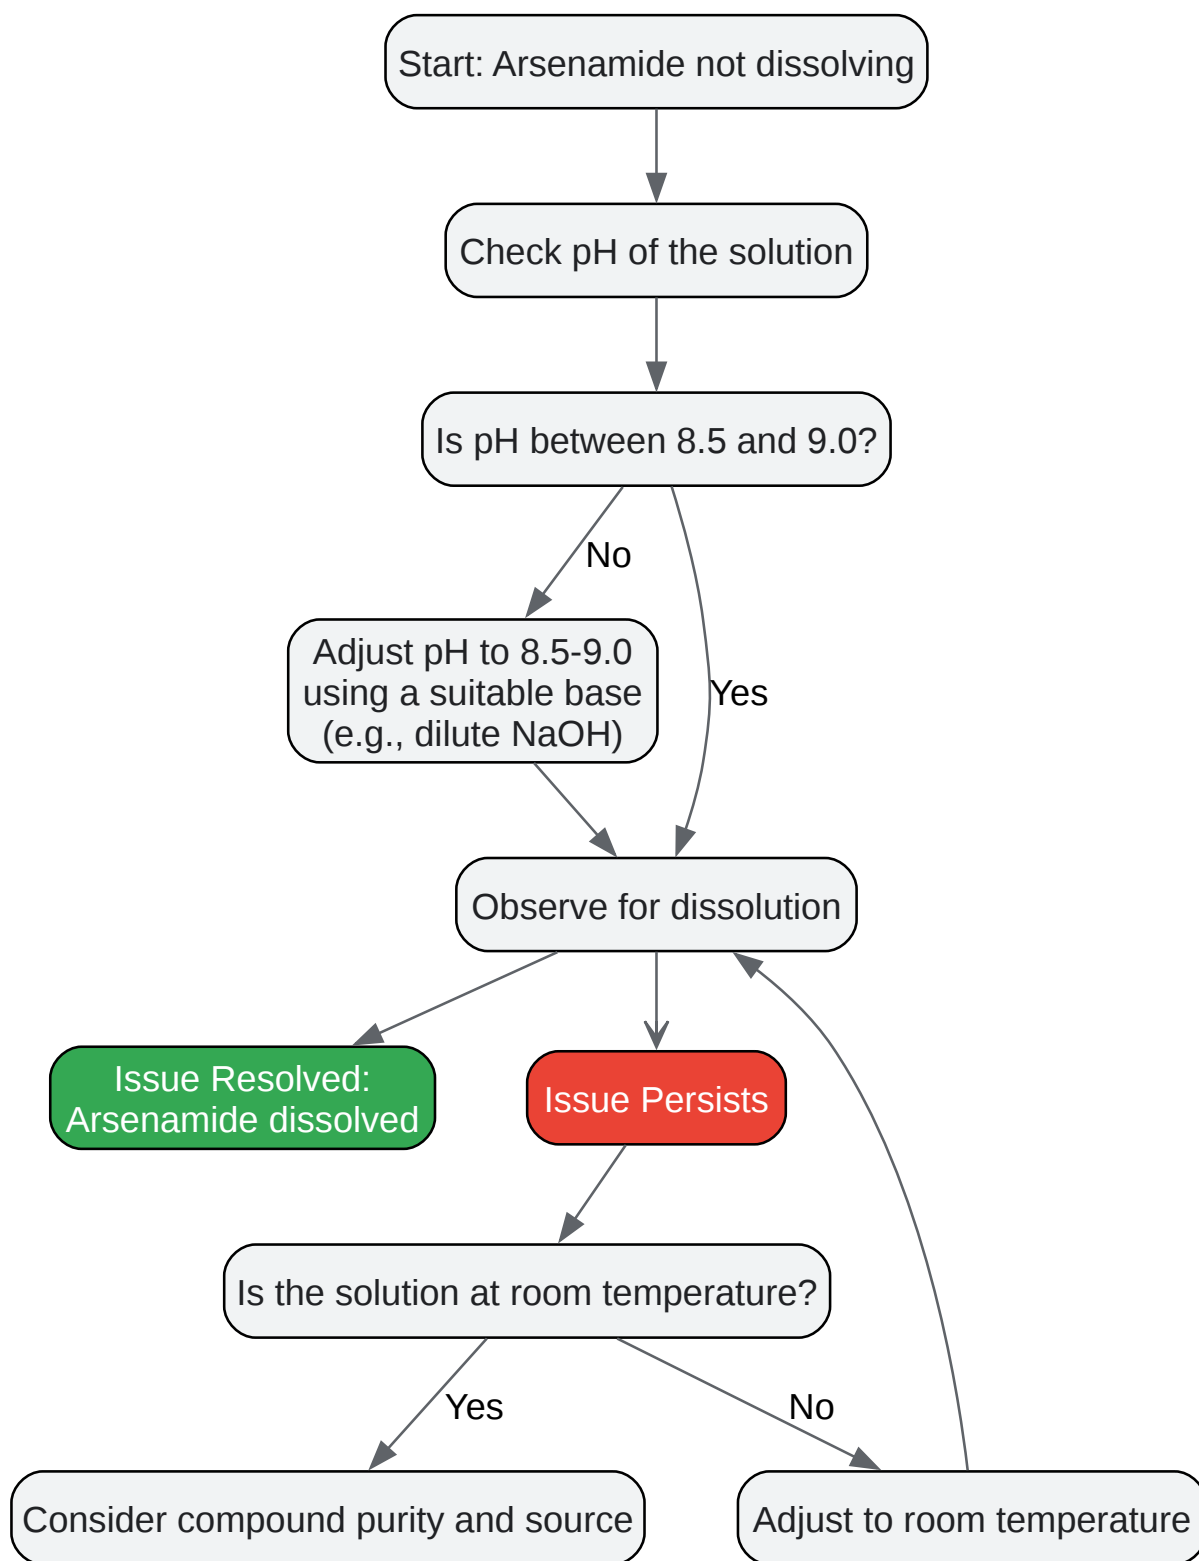 Start: Arsenamide not dissolving
Check pH of the solution
Is pH between 8.5 and 9.0?
No
Adjust pH to 8.5-9.0
using a suitable base
(e.g., dilute NaOH)
Yes
Observe for dissolution
Issue Resolved:
Arsenamide dissolved
Issue Persists
Is the solution at room temperature?
Yes
No
Consider compound purity and source
Adjust to room temperature